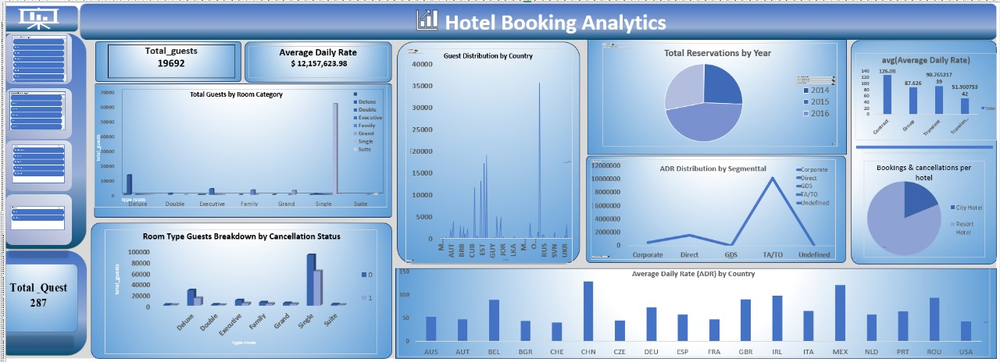 Hotel Booking Analytics
Total_guests
19692
Average Daily Rate
$ 12,157,623.98
Total Guests by Room Category
70000
60000
50000
40000
30000
20000
10000
0
total_guests
type room
Deluxe Double Executive Family Grand Single Suite
Deluxe
Double
Executive
Family
Grand
Single
Suite
Room Type Guests Breakdown by Cancellation Status
100000
80000
60000
40000
20000
0
total_guests
Deluxe Double Executive Family Grand Single Suite
type room
0
1
Total_Quest
287
Guest Distribution by Country
40000
35000
30000
25000
20000
15000
10000
5000
0
M... AUT BRB CUB EST GUY JOR LKA M... O... RUS SVN UKR
Total Reservations by Year
2014
2015
2016
ADR Distribution by Segmenttal
12000000
10000000
8000000
6000000
4000000
2000000
0
Corporate Direct GDS TA/TO Undefined
Corporate
Direct
GDS
TA/TO
Undefined
avg(Average Daily Rate)
140
120
100
80
60
40
20
0
126.08
87.626
90.765217
39
51.900753
42
Contract Group Transient Transien...
Total
Bookings & cancellations per
hotel
City Hotel
Resort
Hotel
Average Daily Rate (ADR) by Country
150
100
50
0
AUS AUT BEL BGR CHE CHN CZE DEU ESP FRA GBR IRL ITA MEX NLD PRT ROU USA